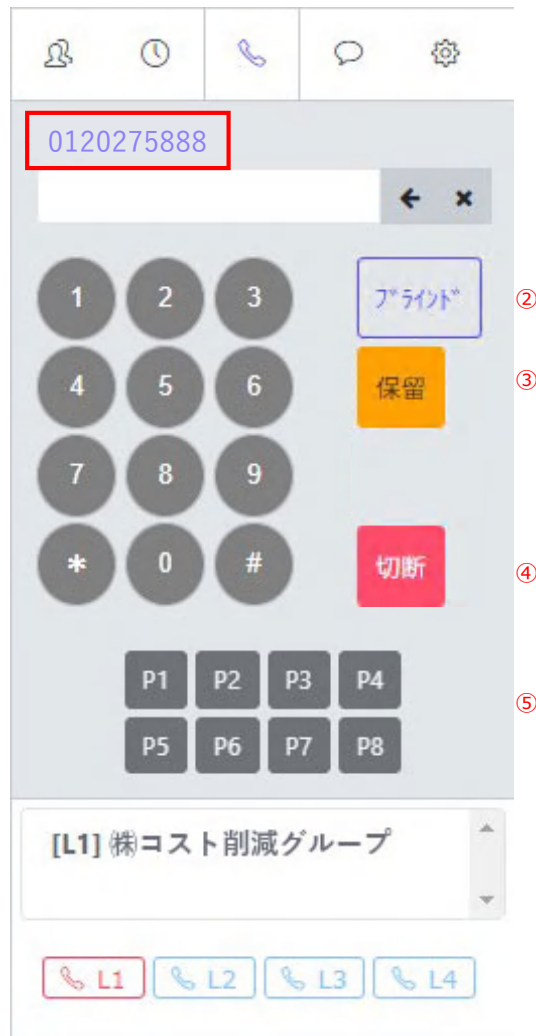 0120275888
1 2 3 ﾌﾞﾗｲﾝﾄﾞ ②
4 5 6 保留 ③
7 8 9
* 0 # 切断 ④
P1 P2 P3 P4
⑤
P5 P6 P7 P8
[L1] ㈱コスト削減グループ
L1 L2 L3 L4